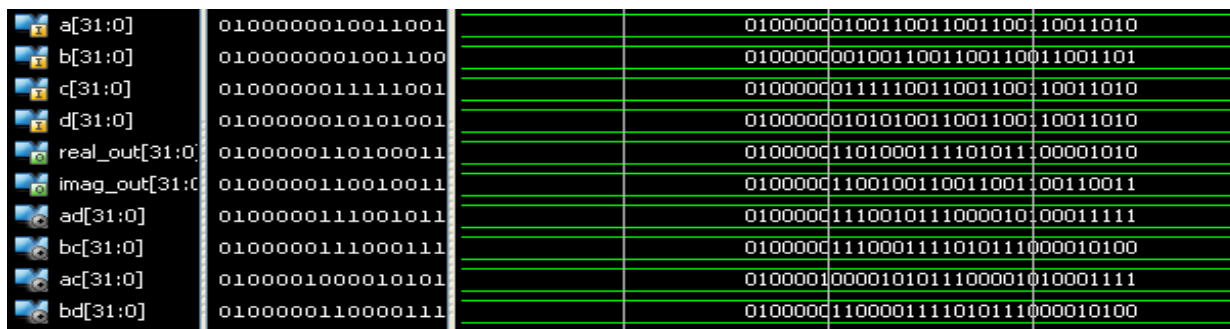 a[31:0] 0100000010011001 01000000100110011001100110011010
b[31:0] 0100000001001100 01000000010011001100110011001101
c[31:0] 0100000011111001 01000000111110011001100110011010
d[31:0] 0100000010101001 01000000101010011001100110011010
real_out[31:0] 0100000110100011 01000001101000111101011100001010
imag_out[31:0 0100000110010011 01000001100100110011001100110011
ad[31:0] 0100000111001011 01000001110010111000010100011111
bc[31:0] 0100000111000111 01000001110001111010111000010100
ac[31:0] 0100001000010101 01000010000101011100001010001111
bd[31:0] 0100000110000111 01000001100001111010111000010100